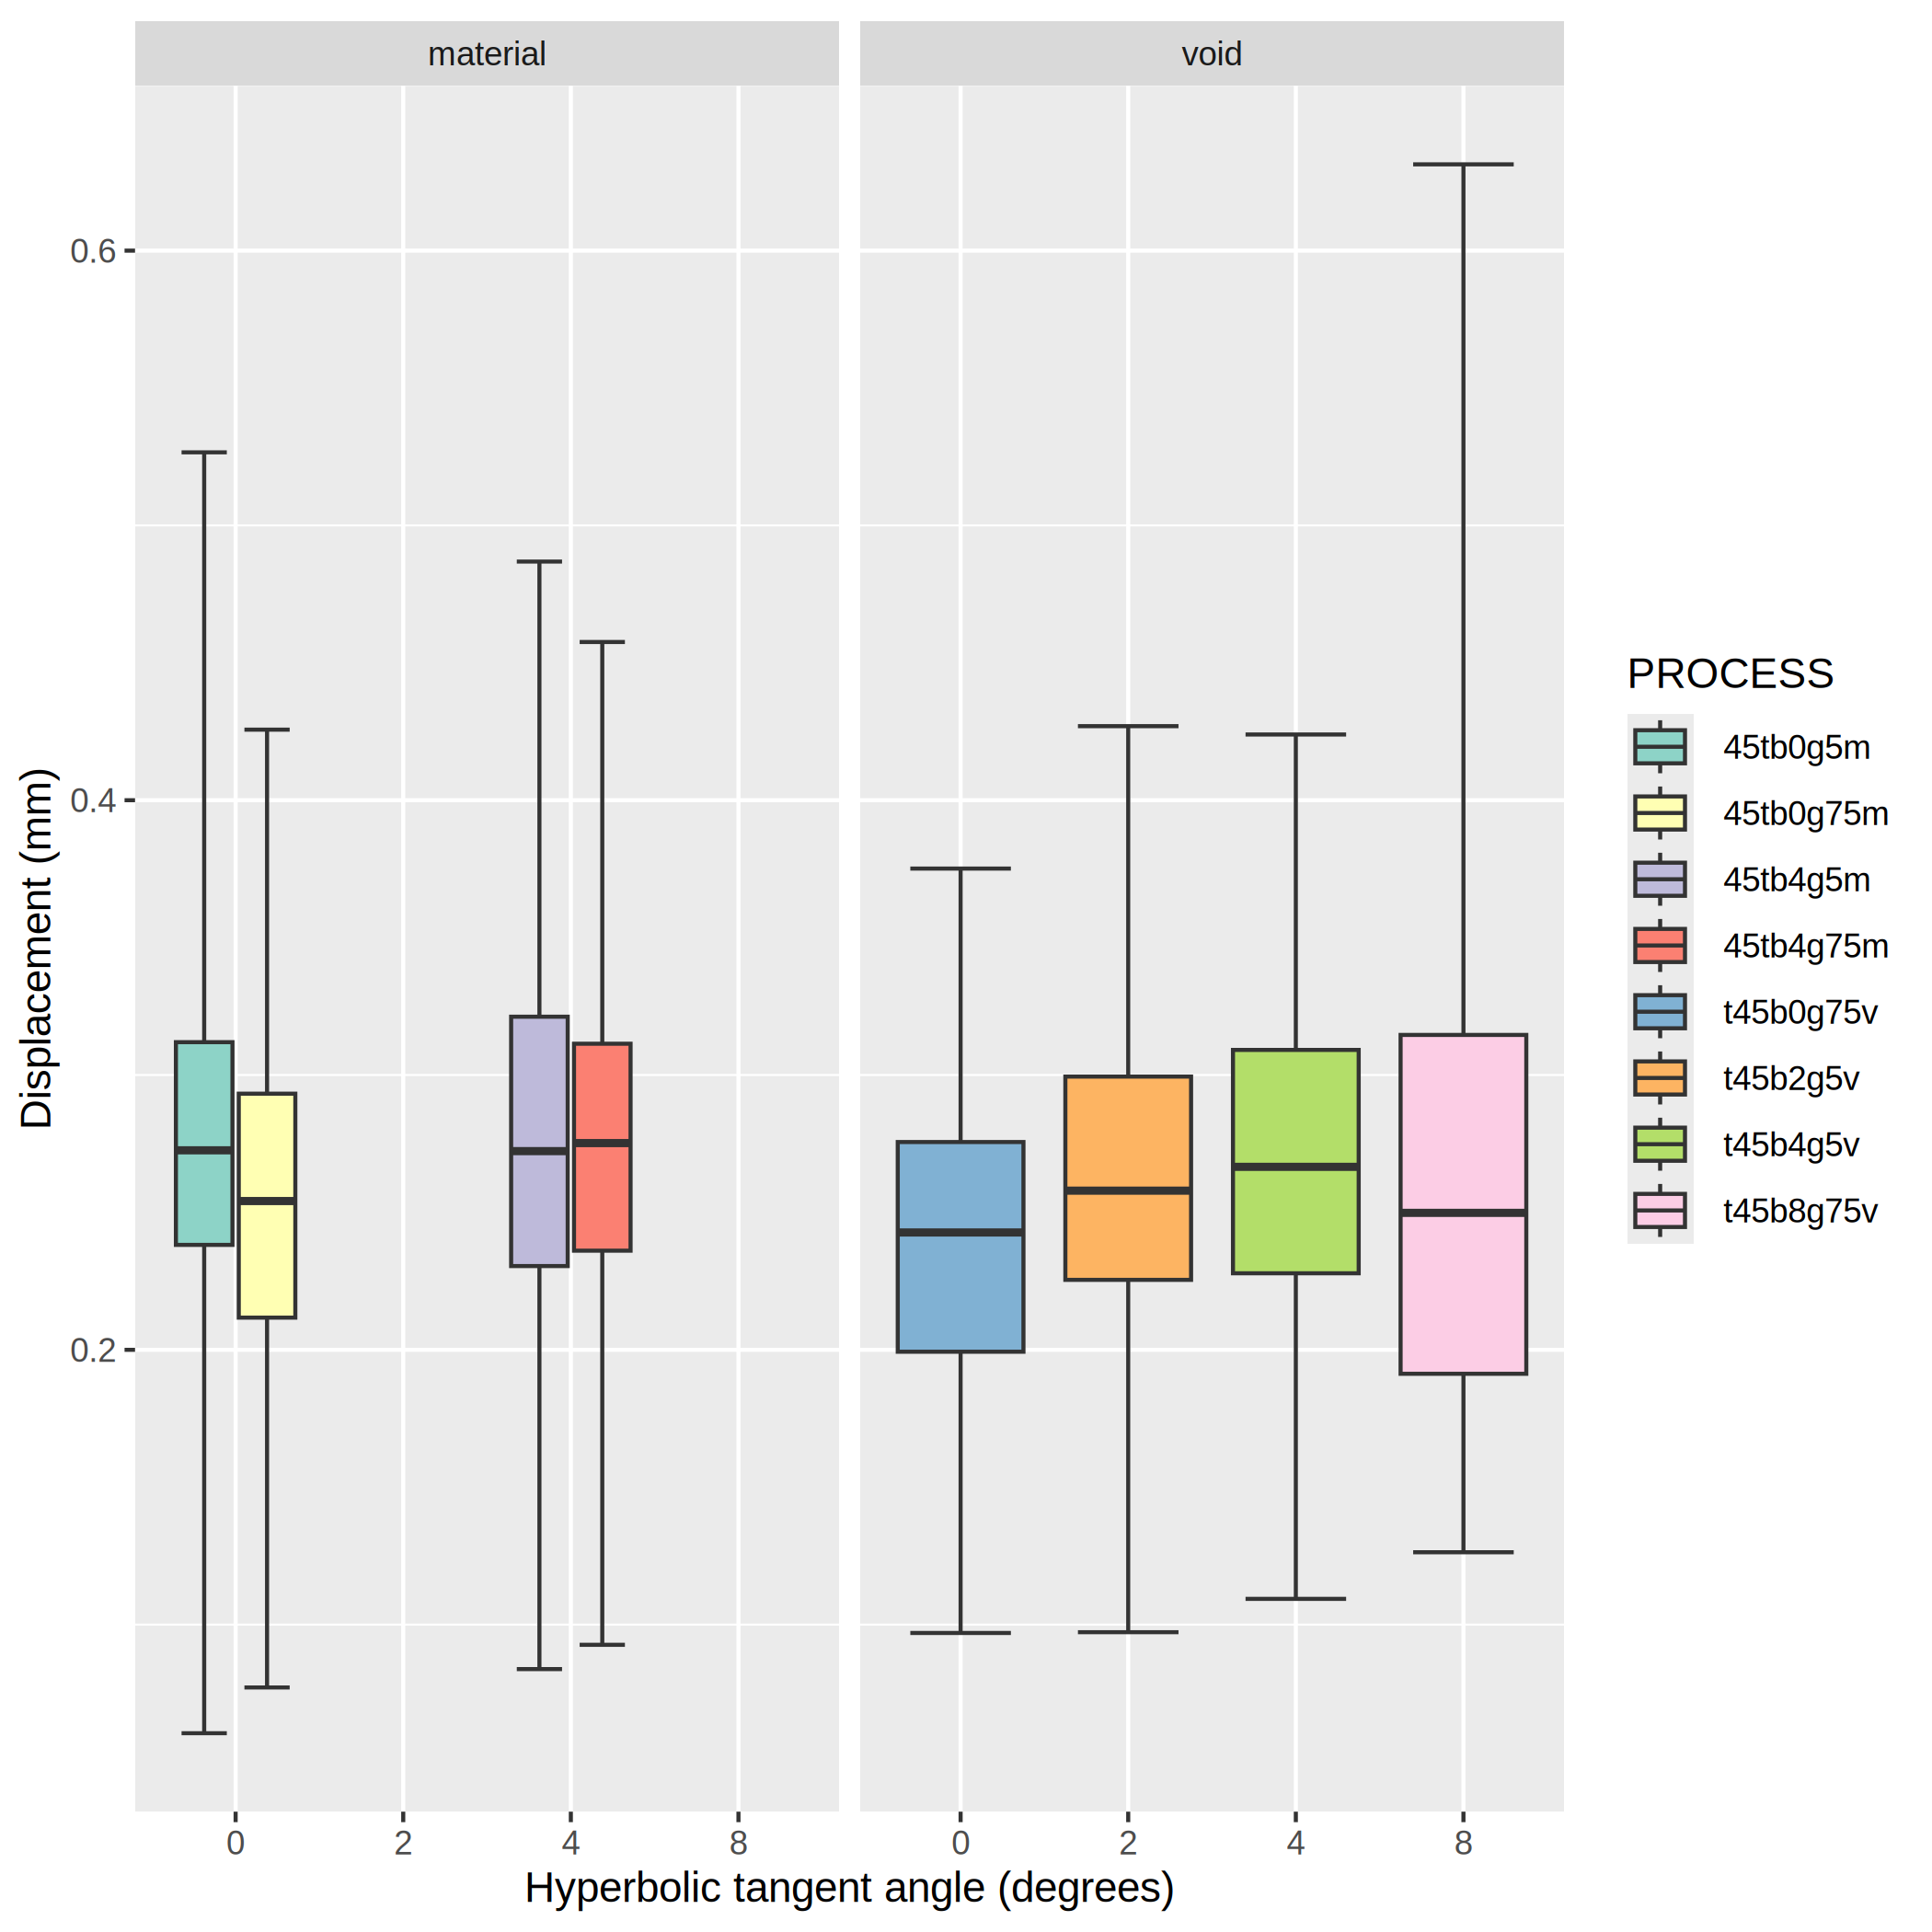 material
void
0.6
0.4
0.2
Displacement (mm)
0 2 4 8
0 2 4 8
Hyperbolic tangent angle (degrees)
PROCESS
45tb0g5m
45tb0g75m
45tb4g5m
45tb4g75m
t45b0g75v
t45b2g5v
t45b4g5v
t45b8g75v